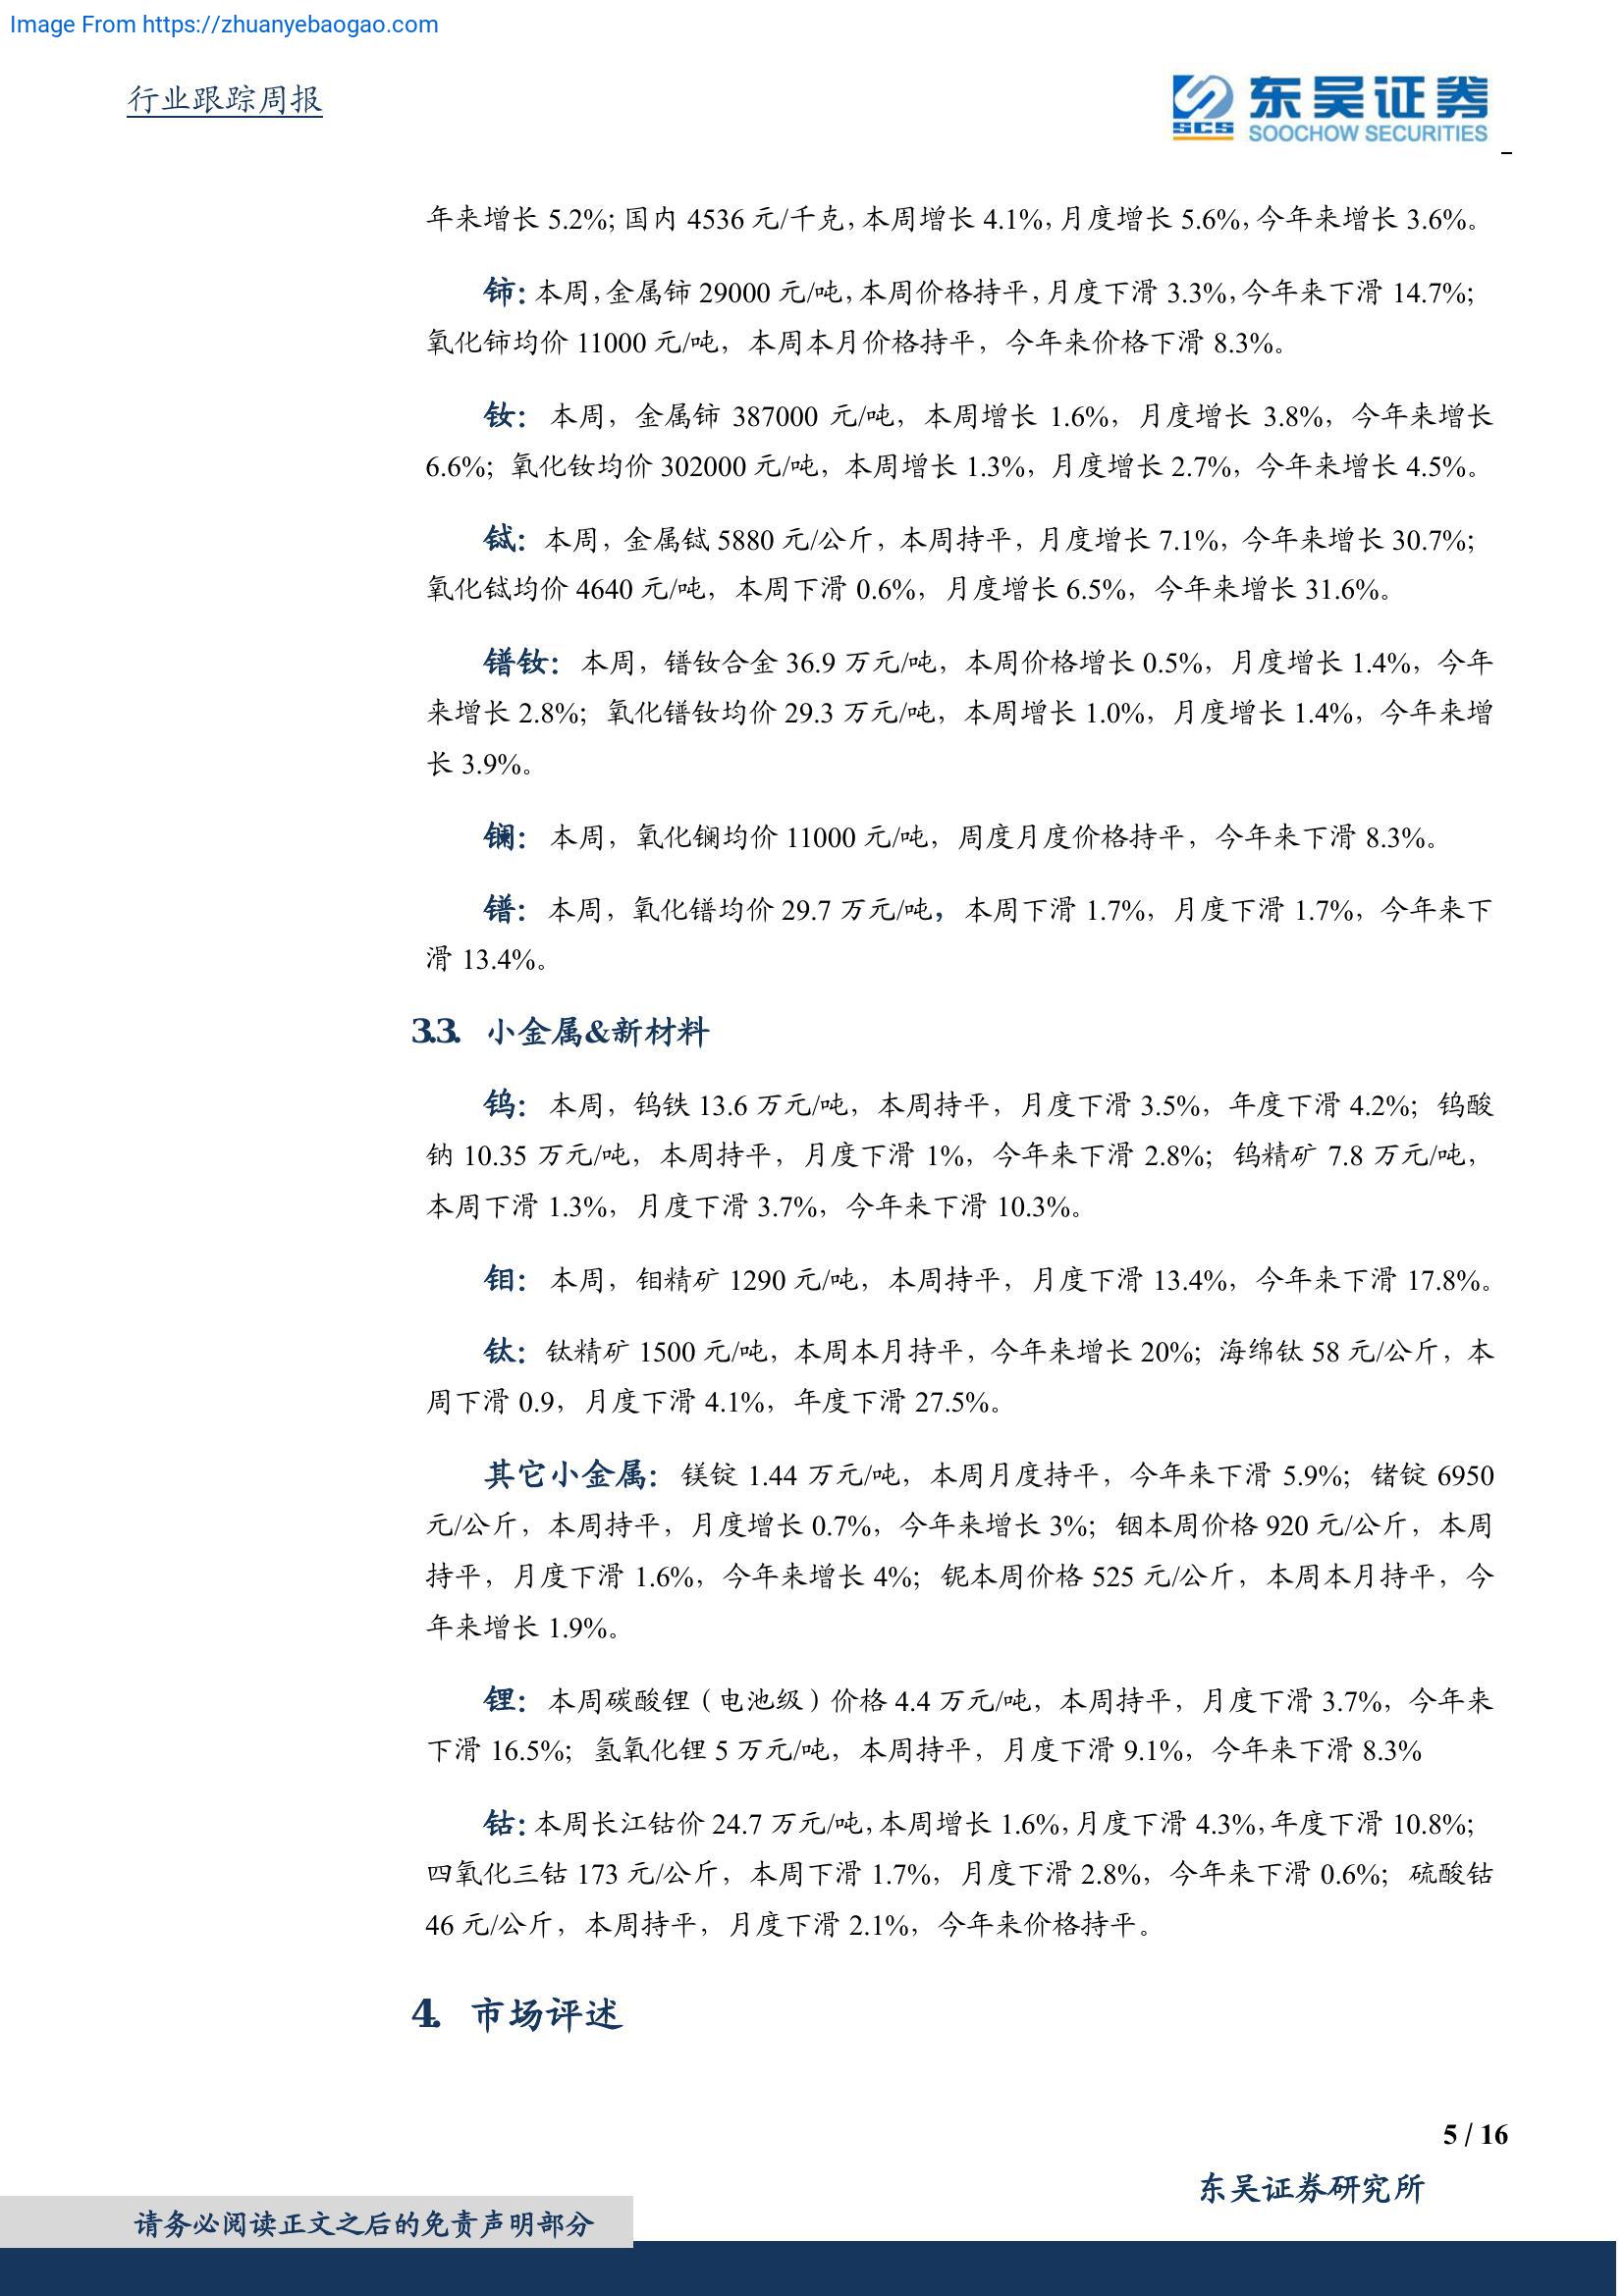 Image From https://zhuanyebaogao.com
行业跟踪周报
东吴证券
SCS
SOOCHOW SECURITIES
年来增长 5.2%; 国内 4536 元/千克, 本周增长 4.1%, 月度增长 5.6%, 今年来增长 3.6%。
铈: 本周, 金属铈 29000 元/吨, 本周价格持平, 月度下滑 3.3%, 今年来下滑 14.7%;
氧化铈均价 11000 元/吨，本周本月价格持平，今年来价格下滑 8.3%。
钕： 本周，金属铈 387000 元/吨，本周增长 1.6%，月度增长 3.8%，今年来增长
6.6%；氧化钕均价 302000 元/吨，本周增长 1.3%，月度增长 2.7%，今年来增长 4.5%。
铽：本周，金属铽 5880 元/公斤，本周持平，月度增长 7.1%，今年来增长 30.7%;
氧化铽均价 4640 元/吨，本周下滑 0.6%，月度增长 6.5%，今年来增长 31.6%。
镨钕：本周，镨钕合金 36.9 万元/吨，本周价格增长 0.5%，月度增长 1.4%，今年
来增长 2.8%；氧化镨钕均价 29.3 万元/吨，本周增长 1.0%，月度增长 1.4%，今年来增
长 3.9%。
镧： 本周，氧化镧均价 11000 元/吨，周度月度价格持平，今年来下滑 8.3%。
镨： 本周，氧化镨均价 29.7 万元/吨，本周下滑 1.7%，月度下滑 1.7%，今年来下
滑 13.4%。
3.3. 小金属&新材料
钨： 本周，钨铁 13.6 万元/吨，本周持平，月度下滑 3.5%，年度下滑 4.2%；钨酸
钠 10.35 万元/吨，本周持平，月度下滑 1%，今年来下滑 2.8%；钨精矿 7.8 万元/吨，
本周下滑 1.3%，月度下滑 3.7%，今年来下滑 10.3%。
钼： 本周，钼精矿 1290 元/吨，本周持平，月度下滑 13.4%，今年来下滑 17.8%。
钛：钛精矿 1500 元/吨，本周本月持平，今年来增长 20%；海绵钛 58 元/公斤，本
周下滑 0.9，月度下滑 4.1%，年度下滑 27.5%。
其它小金属：镁锭 1.44 万元/吨，本周月度持平，今年来下滑 5.9%；锗锭 6950
元/公斤，本周持平，月度增长 0.7%，今年来增长 3%；铟本周价格 920 元/公斤，本周
持平，月度下滑 1.6%，今年来增长 4%；铌本周价格 525 元/公斤，本周本月持平，今
年来增长 1.9%。
锂： 本周碳酸锂（电池级）价格 4.4 万元/吨，本周持平，月度下滑 3.7%，今年来
下滑 16.5%；氢氧化锂 5 万元/吨，本周持平，月度下滑 9.1%，今年来下滑 8.3%
钴: 本周长江钴价 24.7 万元/吨, 本周增长 1.6%, 月度下滑 4.3%, 年度下滑 10.8%;
四氧化三钴 173 元/公斤，本周下滑 1.7%，月度下滑 2.8%，今年来下滑 0.6%；硫酸钴
46 元/公斤，本周持平，月度下滑 2.1%，今年来价格持平。
4. 市场评述
5 / 16
东吴证券研究所
请务必阅读正文之后的免责声明部分